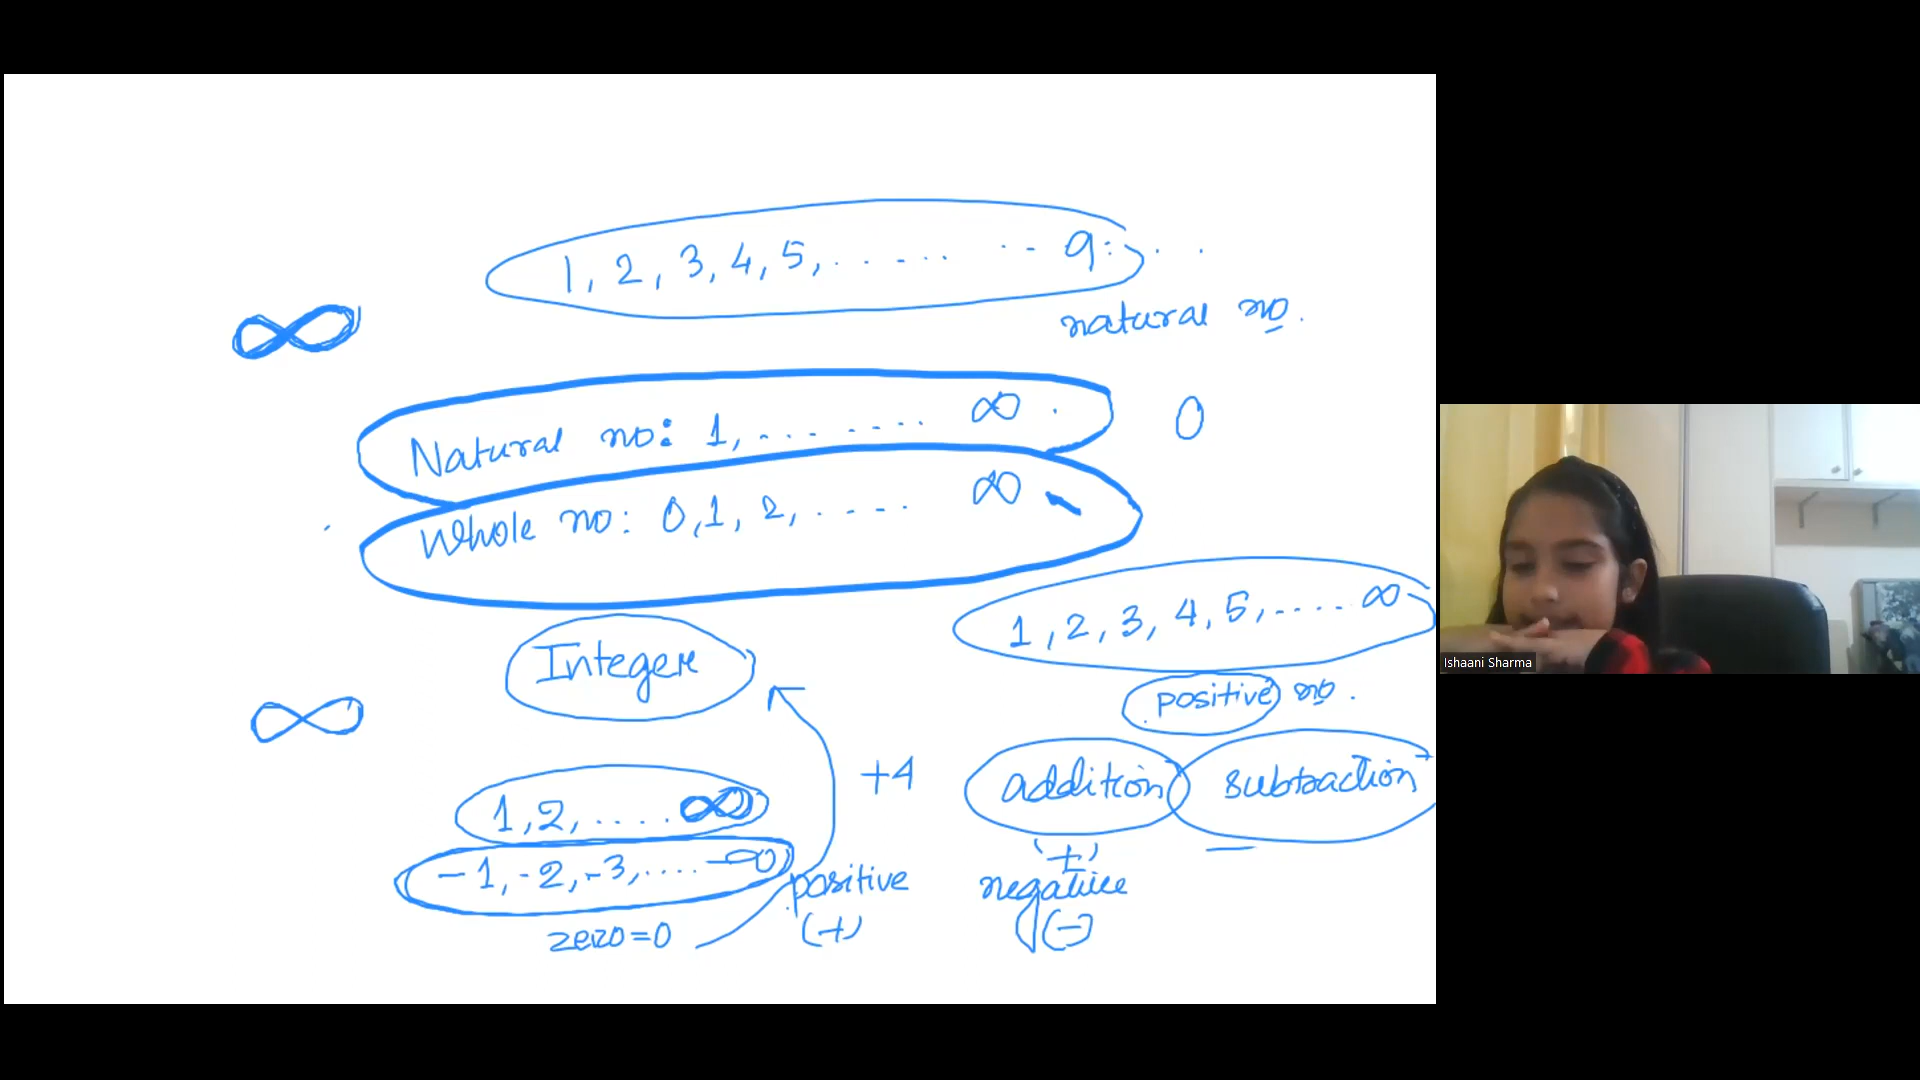 1, 2, 3, 4, 5, ........ 9: ...
natural no.
∞
Natural no: 1, ........ ∞ .
0
Whole no: 0, 1, 2, ..... ∞
1, 2, 3, 4, 5, ..... ∞
Integer
positive no.
∞
+4
addition subtraction
1, 2, ..... ∞
(+) —
-1, -2, -3, .... -∞
positive negative
zero=0 (+) (-)
Ishaani Sharma